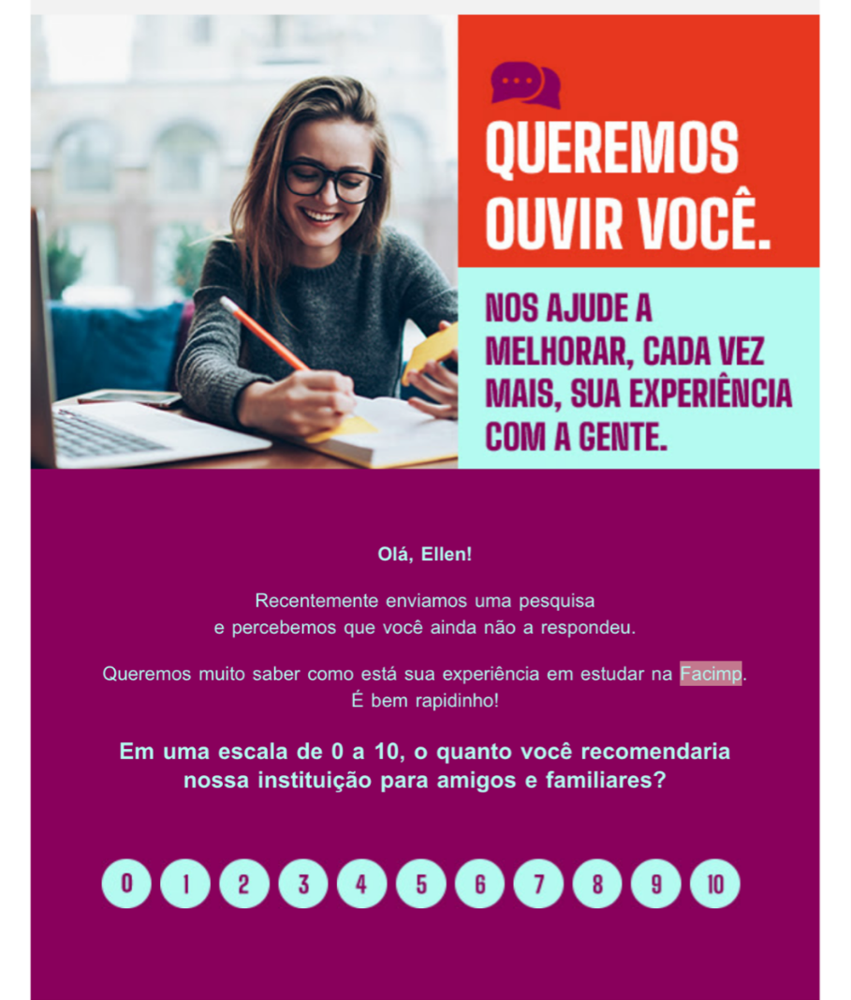 QUEREMOS
OUVIR VOCÊ.
NOS AJUDE A
MELHORAR, CADA VEZ
MAIS, SUA EXPERIÊNCIA
COM A GENTE.
Olá, Ellen!
Recentemente enviamos uma pesquisa
e percebemos que você ainda não a respondeu.
Queremos muito saber como está sua experiência em estudar na Facimp.
É bem rapidinho!
Em uma escala de 0 a 10, o quanto você recomendaria
nossa instituição para amigos e familiares?
0 1 2 3 4 5 6 7 8 9 10